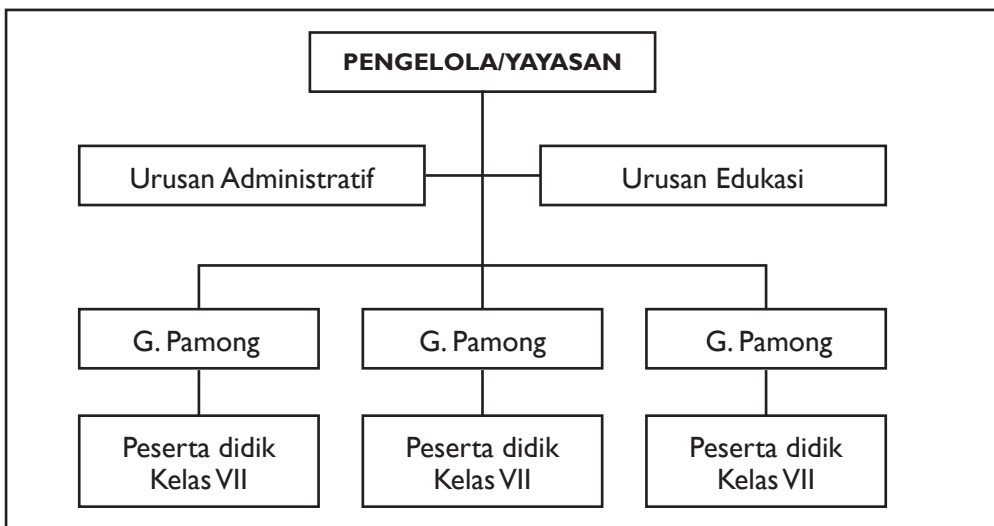 PENGELOLA/YAYASAN
Urusan Administratif
Urusan Edukasi
G. Pamong
G. Pamong
G. Pamong
Peserta didik
Kelas VII
Peserta didik
Kelas VII
Peserta didik
Kelas VII